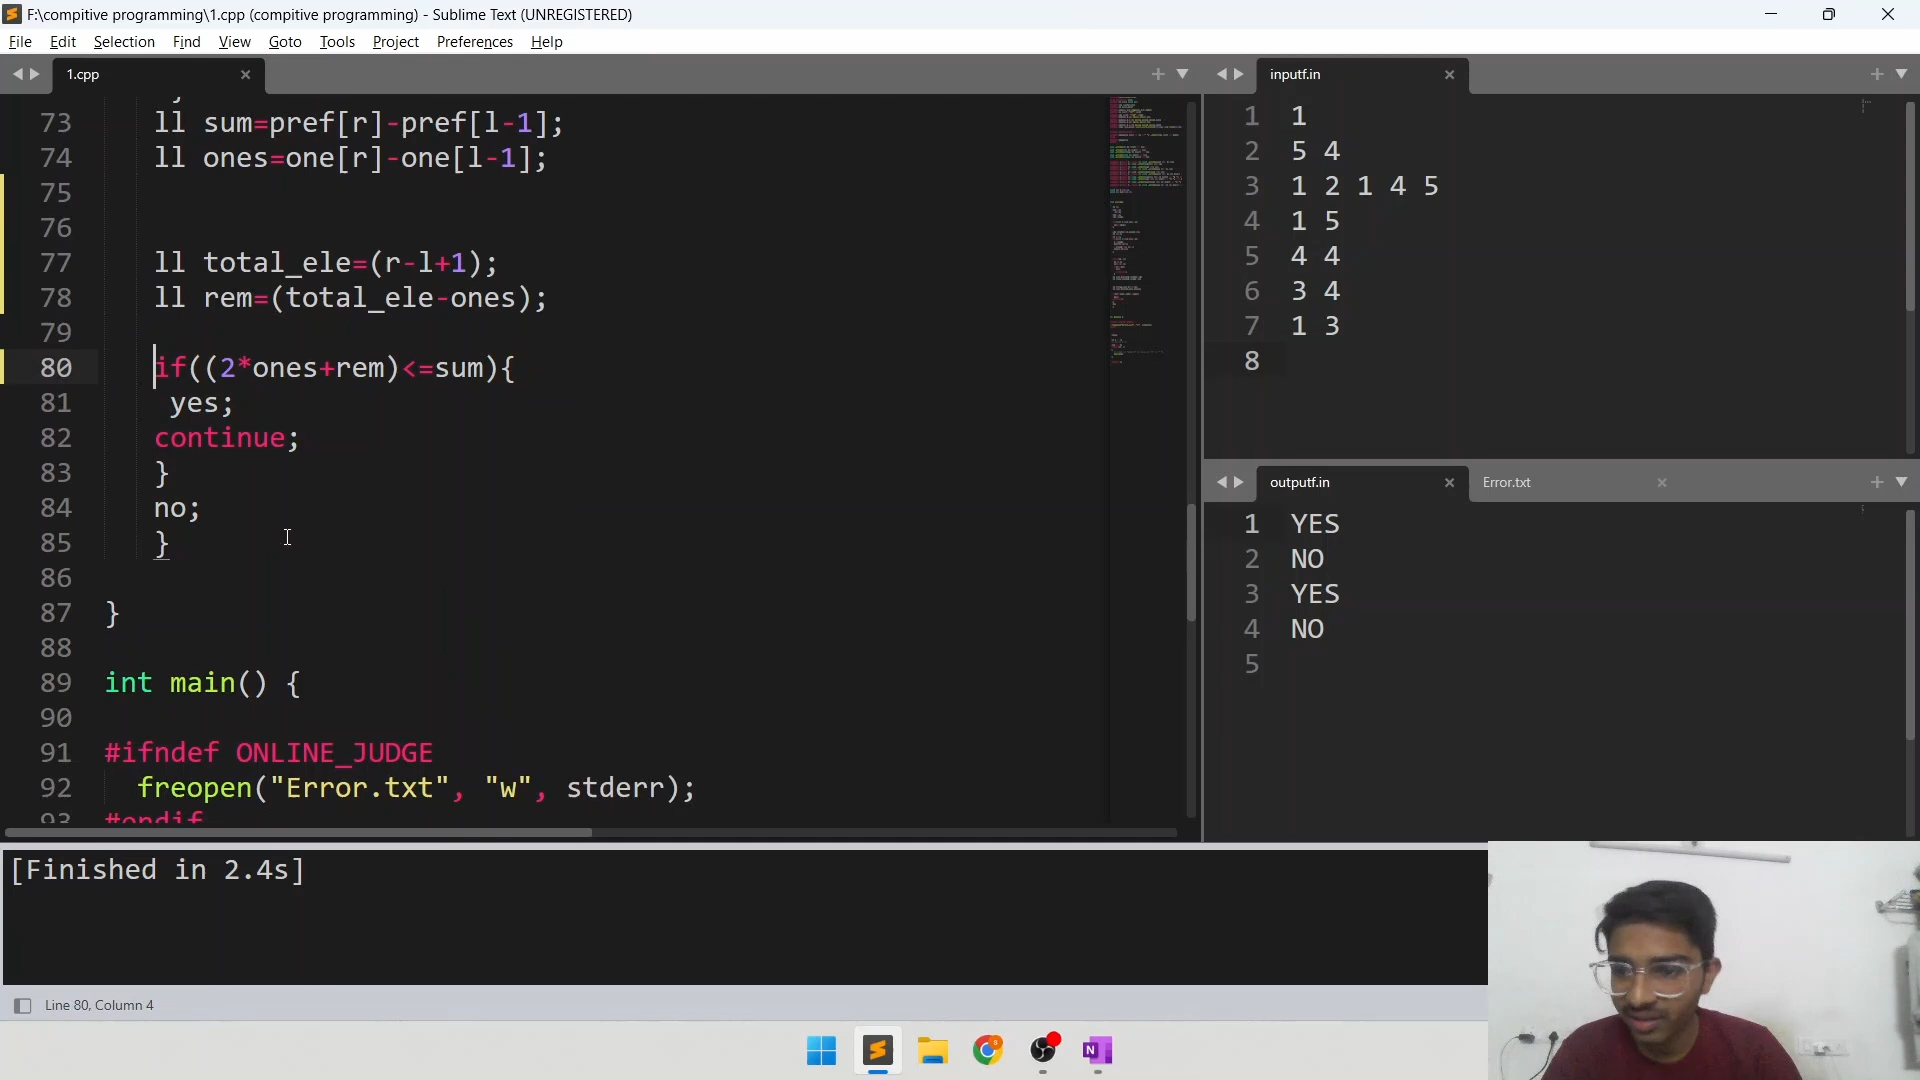 F:\compitive programming\1.cpp (compitive programming) - Sublime Text (UNREGISTERED)
File Edit Selection Find View Goto Tools Project Preferences Help
1.cpp
73 ll sum=pref[r]-pref[l-1];
74 ll ones=one[r]-one[l-1];
75
76
77 ll total_ele=(r-l+1);
78 ll rem=(total_ele-ones);
79
80 if((2*ones+rem)<=sum){
81 yes;
82 continue;
83 }
84 no;
85 }
86
87 }
88
89 int main() {
90
91 #ifndef ONLINE_JUDGE
92 freopen("Error.txt", "w", stderr);
93 #endif
inputf.in
1 1
2 5 4
3 1 2 1 4 5
4 1 5
5 4 4
6 3 4
7 1 3
8
outputf.in Error.txt
1 YES
2 NO
3 YES
4 NO
5
[Finished in 2.4s]
Line 80, Column 4